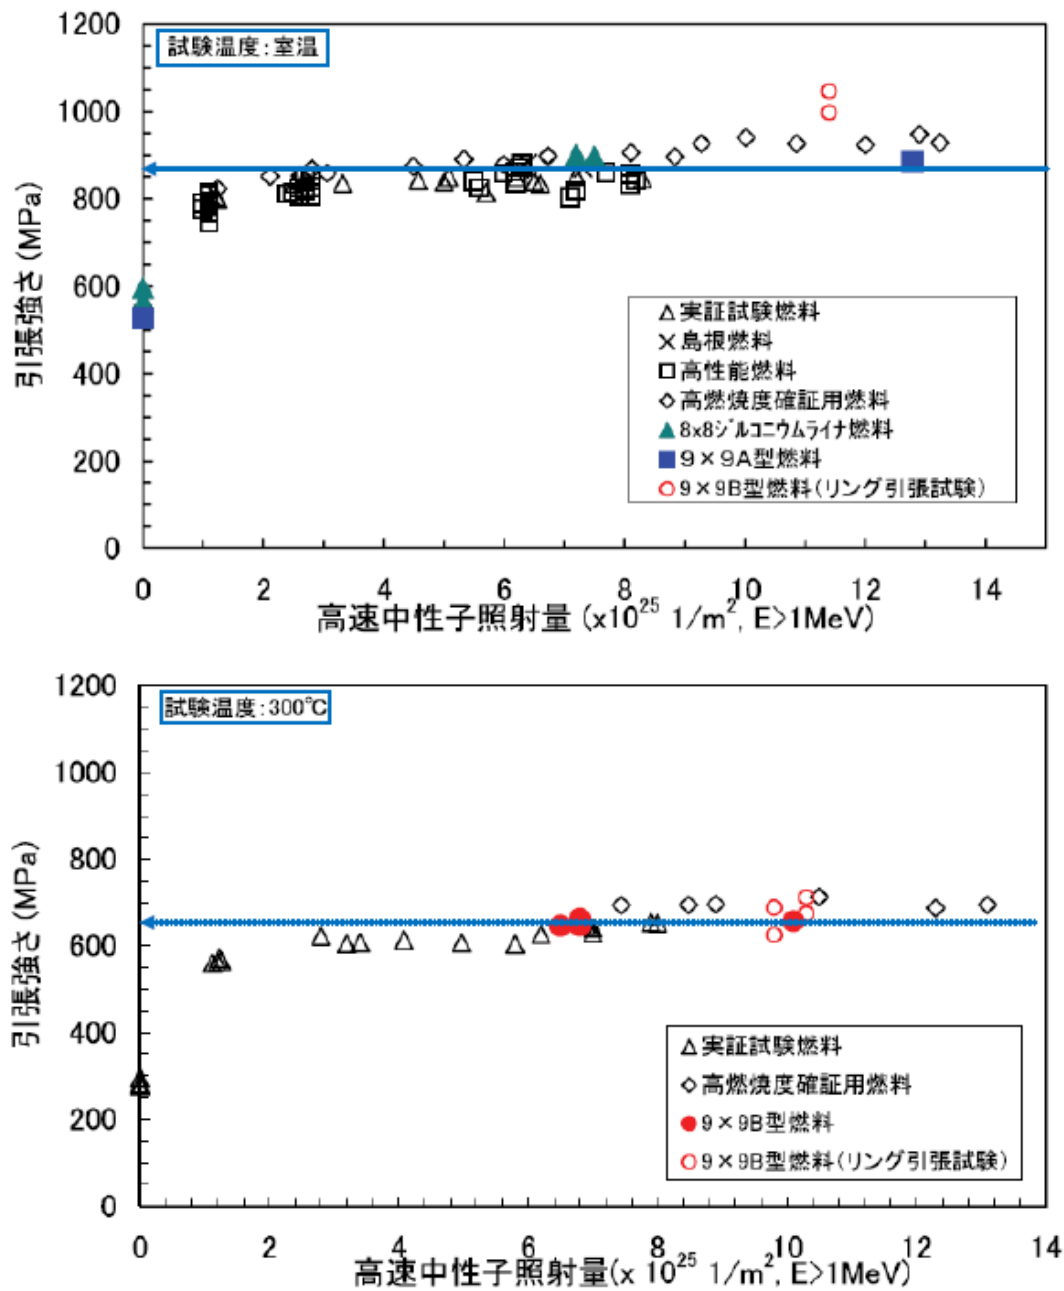 試験温度:室温
1200
1000
800
600
400
200
0
引張強さ (MPa)
△実証試験燃料
×島根燃料
□高性能燃料
◇高燃焼度確証用燃料
▲8x8ジルコニウムライナ燃料
■9×9A型燃料
○9×9B型燃料(リング引張試験)
0 2 4 6 8 10 12 14
高速中性子照射量 (x10²⁵ 1/m², E>1MeV)
試験温度:300℃
1200
1000
800
600
400
200
0
引張強さ (MPa)
△実証試験燃料
◇高燃焼度確証用燃料
●9×9B型燃料
○9×9B型燃料(リング引張試験)
0 2 4 6 8 10 12 14
高速中性子照射量(x 10²⁵ 1/m², E>1MeV)